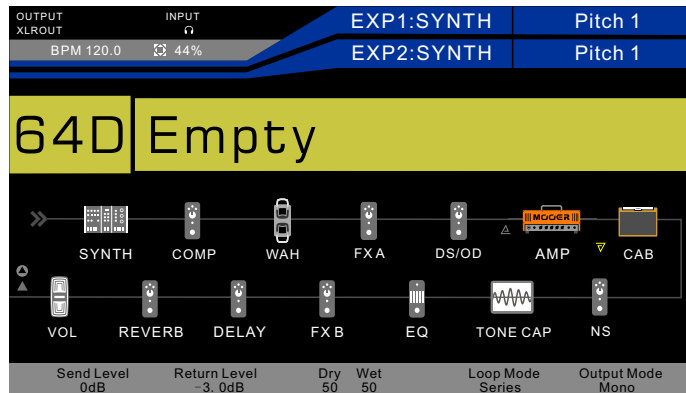 OUTPUT INPUT EXP1:SYNTH Pitch 1
XLROUT
BPM 120.0 44% EXP2:SYNTH Pitch 1
64D Empty
MOOER
SYNTH COMP WAH FX A DS/OD AMP CAB
VOL REVERB DELAY FX B EQ TONE CAP NS
Send Level Return Level Dry Wet Loop Mode Output Mode
0dB -3. 0dB 50 50 Series Mono